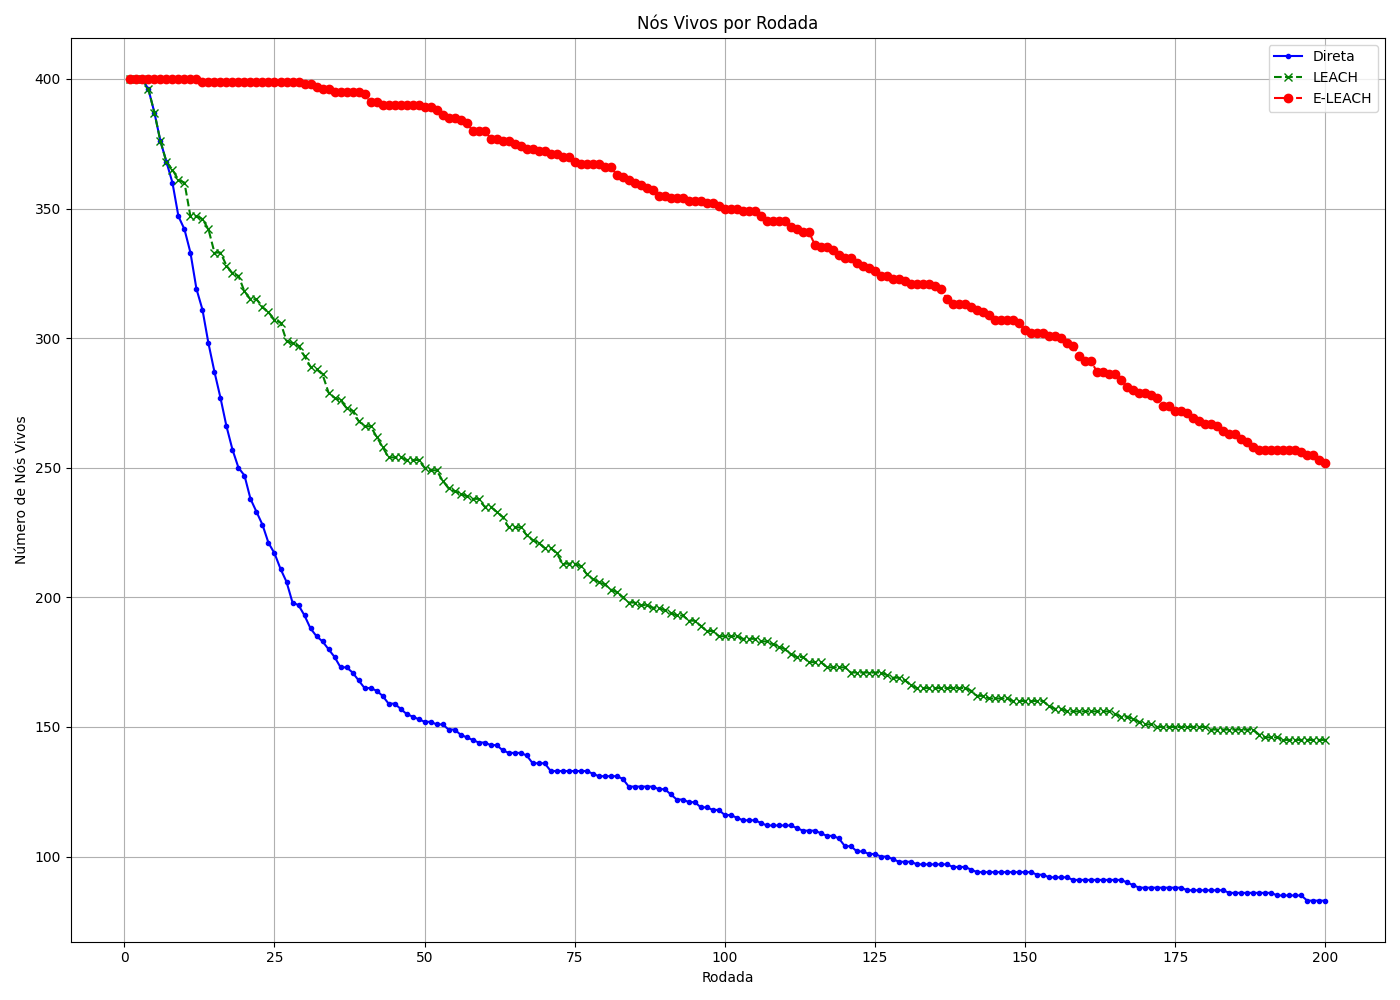 Nós Vivos por Rodada
Direta
LEACH
E-LEACH
Número de Nós Vivos
400
350
300
250
200
150
100
0 25 50 75 100 125 150 175 200
Rodada